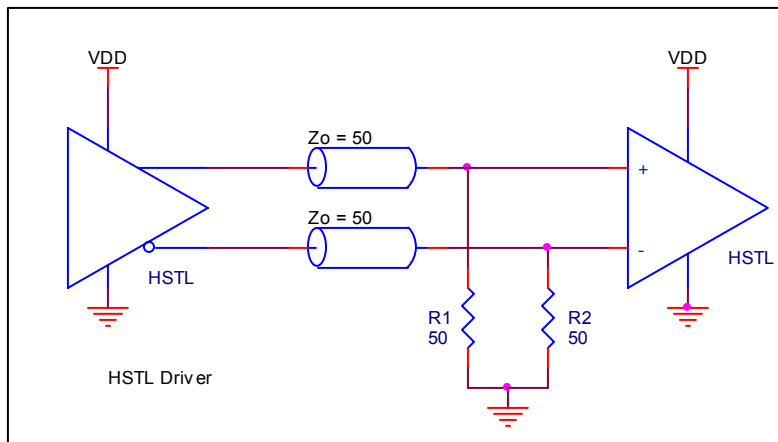 VDD
VDD
Zo = 50
+
Zo = 50
-
HSTL
HSTL
R1
50
R2
50
HSTL Driver